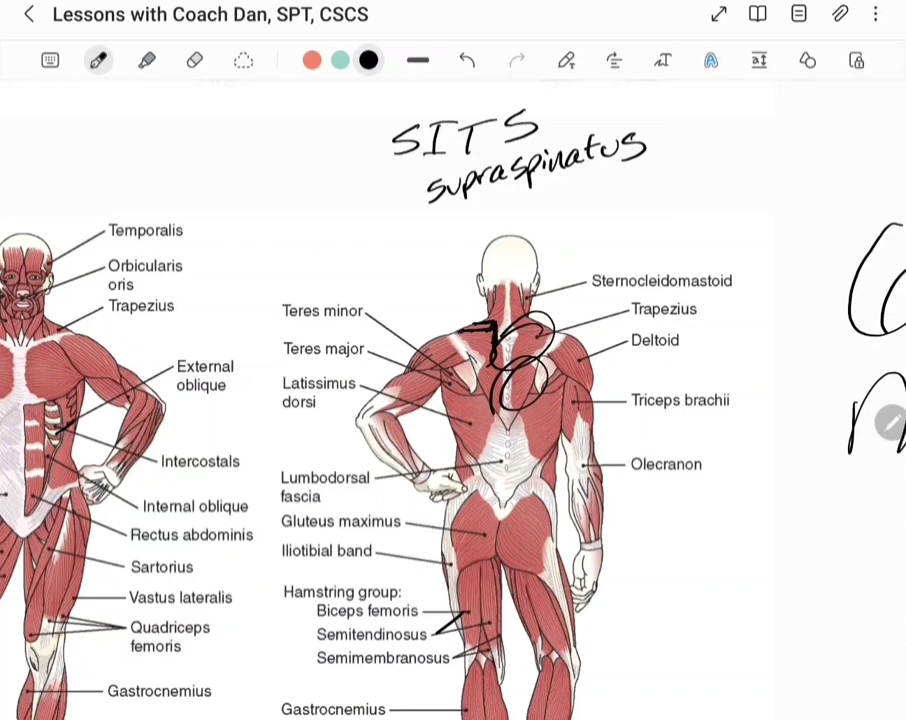 Lessons with Coach Dan, SPT, CSCS
SITS
supraspinatus
Temporalis
Orbicularis
oris
Trapezius
External
oblique
Intercostals
Internal oblique
Rectus abdominis
Sartorius
Vastus lateralis
Quadriceps
femoris
Gastrocnemius
Teres minor
Teres major
Latissimus
dorsi
Lumbodorsal
fascia
Gluteus maximus
Iliotibial band
Hamstring group:
Biceps femoris
Semitendinosus
Semimembranosus
Gastrocnemius
Sternocleidomastoid
Trapezius
Deltoid
Triceps brachii
Olecranon